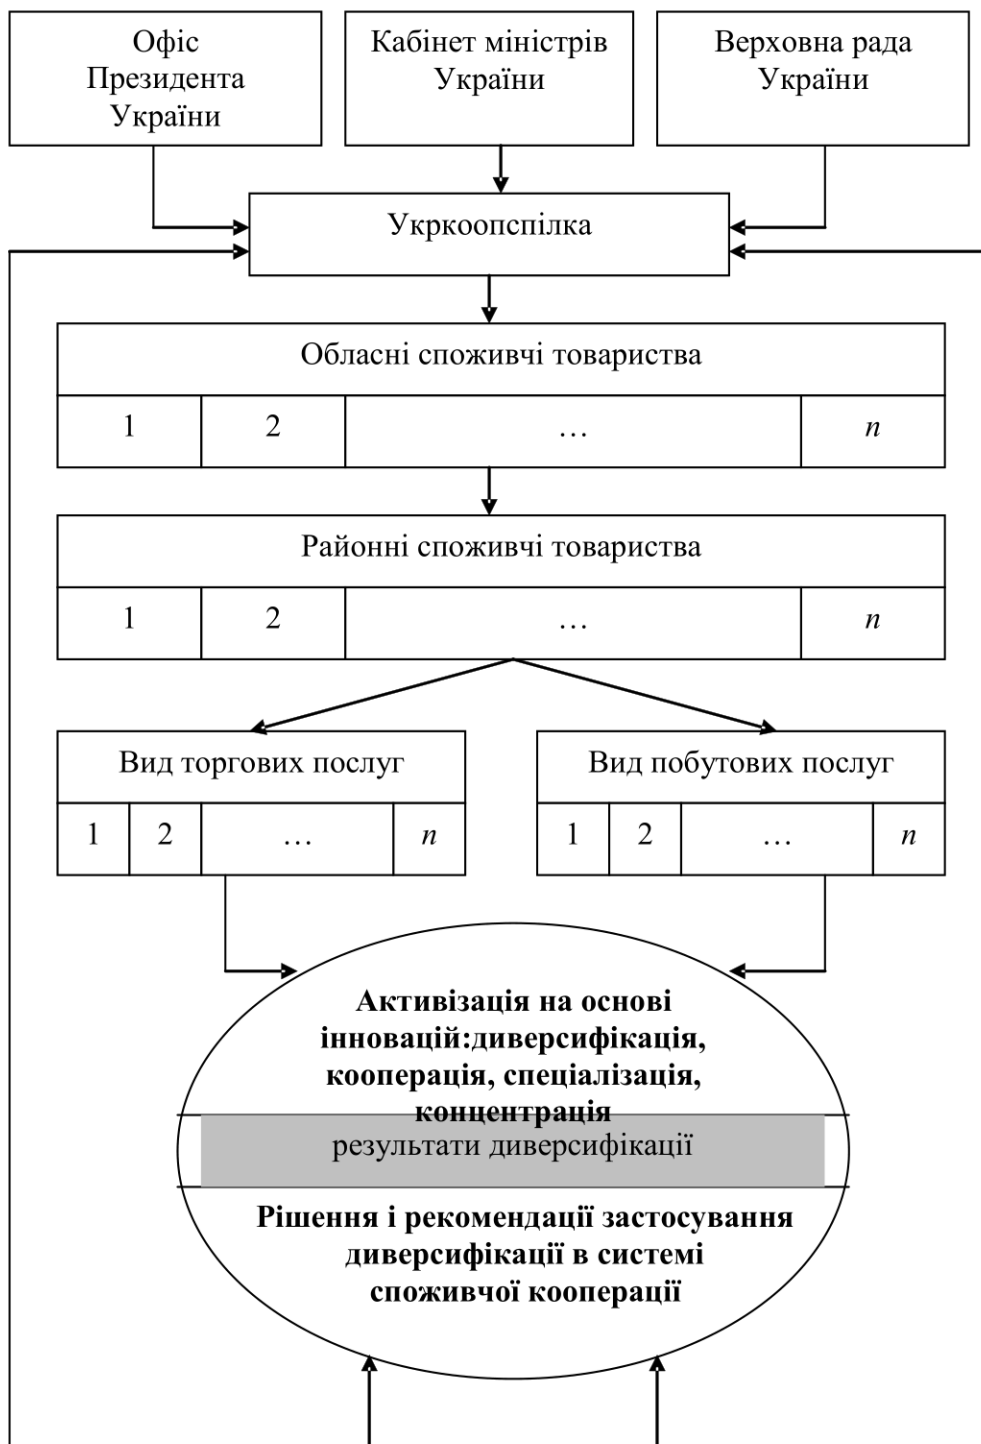 Офіс
Президента
України
Кабінет міністрів
України
Верховна рада
України
Укркоопспілка
Обласні споживчі товариства
1 2 … n
Районні споживчі товариства
1 2 … n
Вид торгових послуг
1 2 … n
Вид побутових послуг
1 2 … n
Активізація на основі
інновацій:диверсифікація,
кооперація, спеціалізація,
концентрація
результати диверсифікації
Рішення і рекомендації застосування
диверсифікації в системі
споживчої кооперації